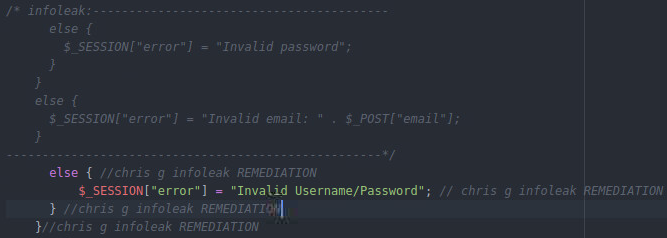 /* infoleak:-----------------------------------------
else {
$_SESSION["error"] = "Invalid password";
}
}
else {
$_SESSION["error"] = "Invalid email: " . $_POST["email"];
}
----------------------------------------------------*/
else { //chris g infoleak REMEDIATION
$_SESSION["error"] = "Invalid Username/Password"; // chris g infoleak REMEDIATION
} //chris g infoleak REMEDIATION
}//chris g infoleak REMEDIATION